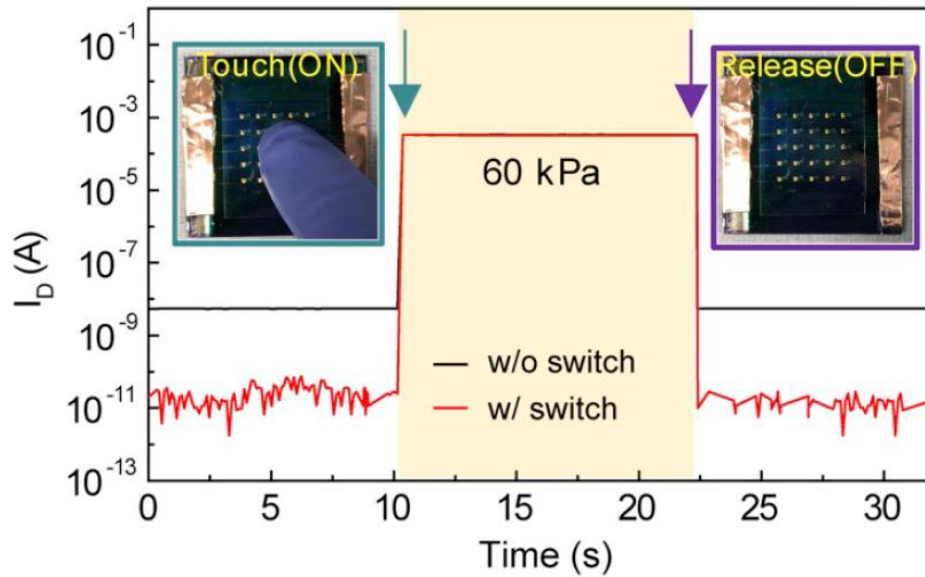 10⁻¹
10⁻³
10⁻⁵
10⁻⁷
10⁻⁹
10⁻¹¹
10⁻¹³
I_D (A)
Touch(ON)
Release(OFF)
60 kPa
w/o switch
w/ switch
0 5 10 15 20 25 30
Time (s)